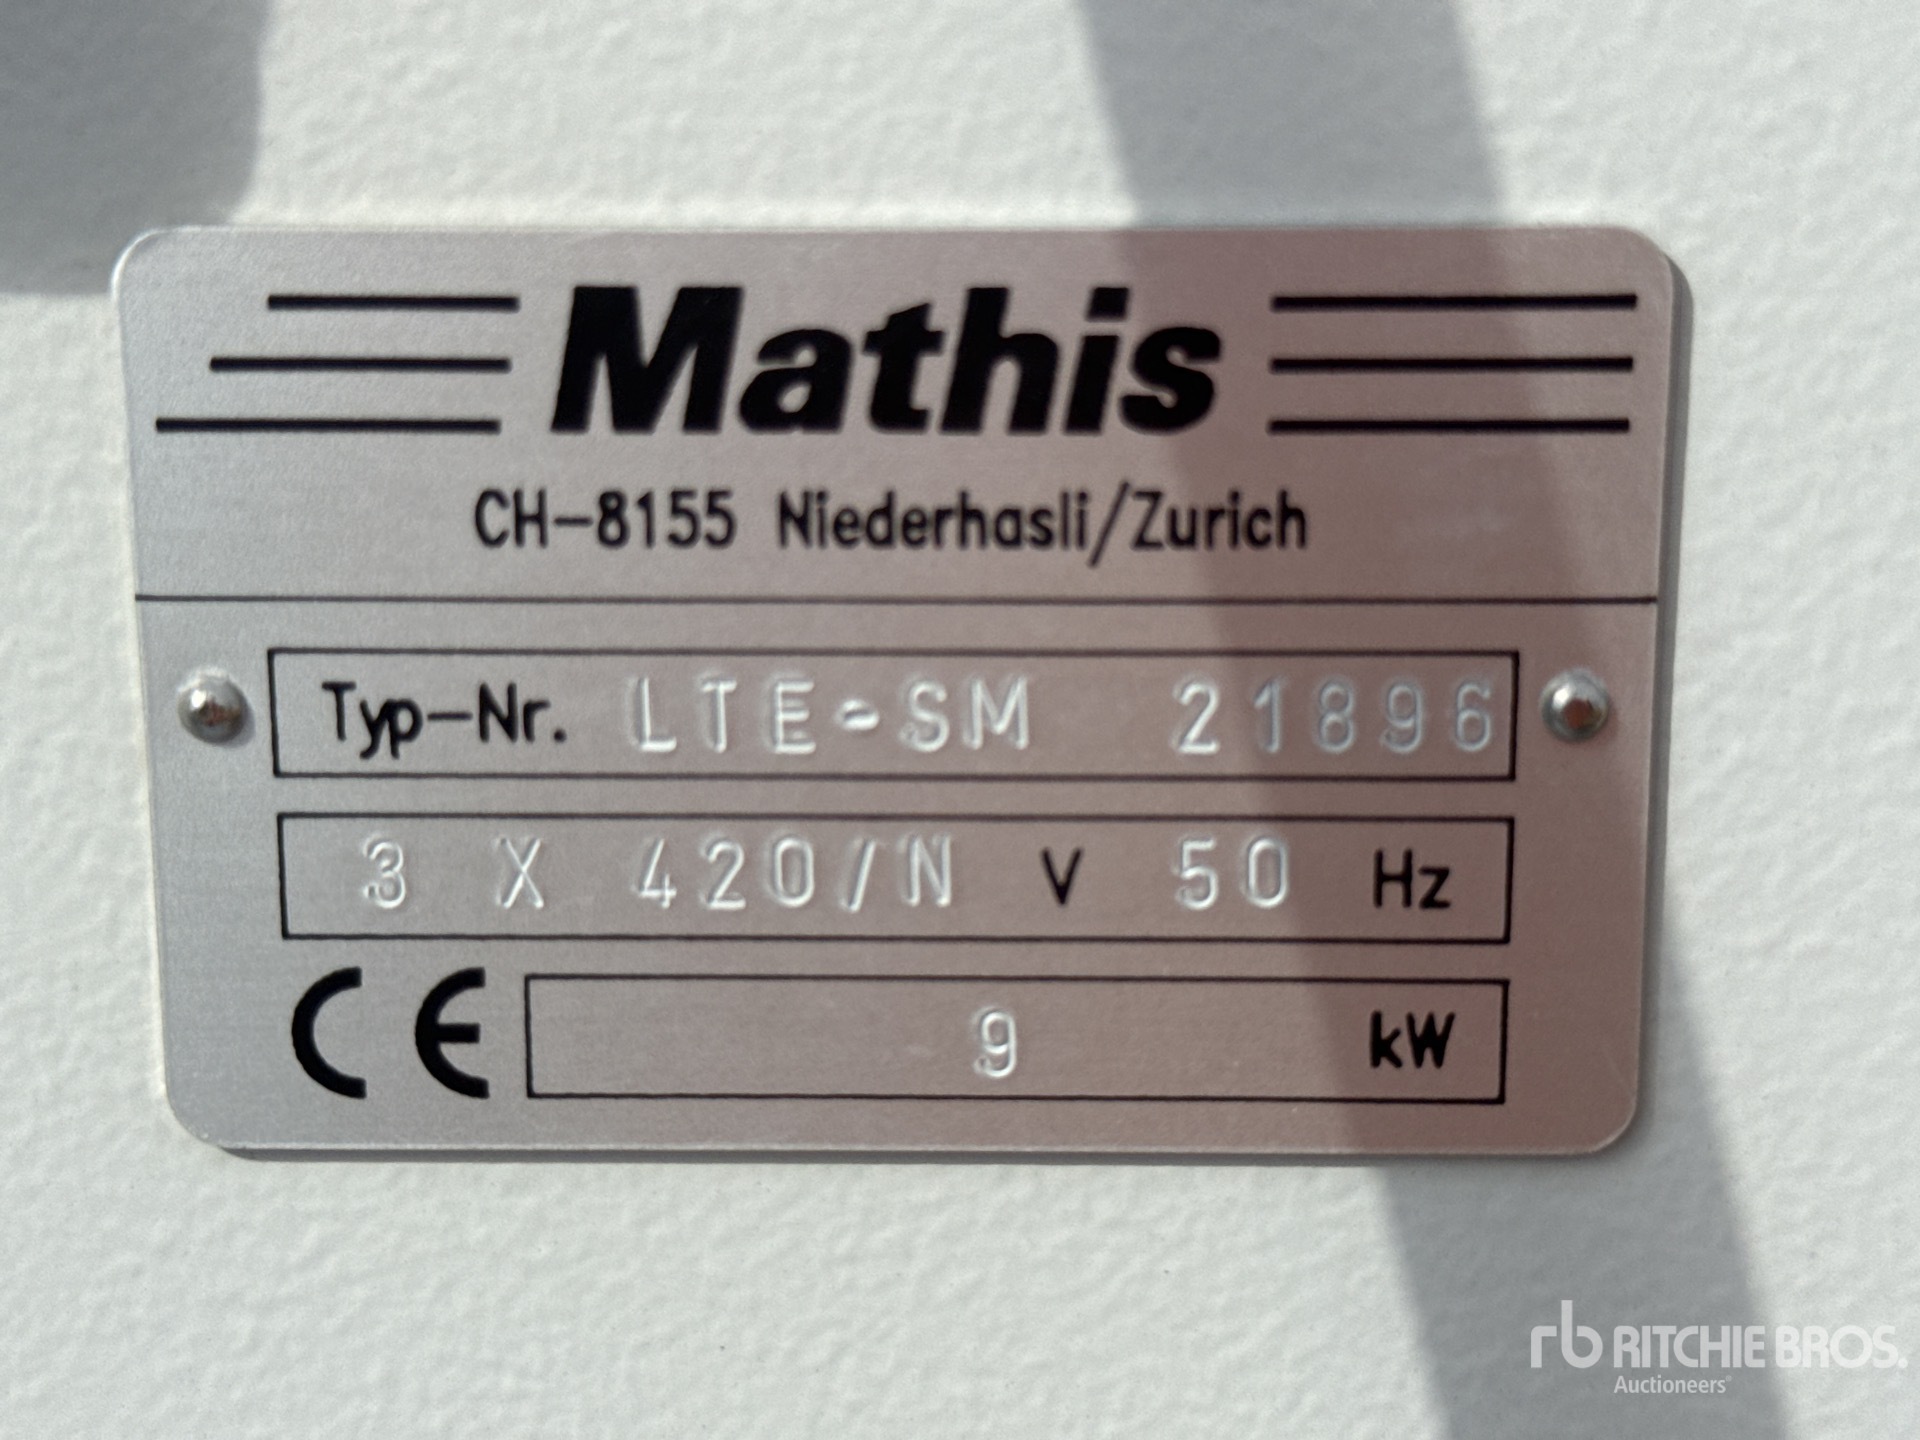 Mathis
CH-8155 Niederhasli/Zurich
Typ-Nr. LTE-SM 21896
3 X 420/N V 50 Hz
CE 9 kW
rb RITCHIE BROS.
Auctioneers